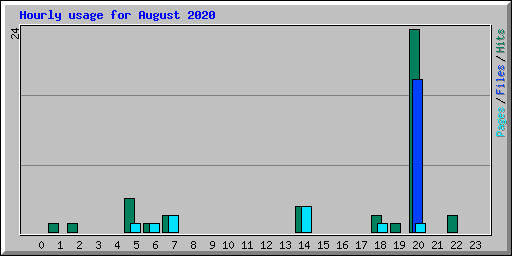 Hourly usage for August 2020
24
Pages/Files/Hits
0 1 2 3 4 5 6 7 8 9 10 11 12 13 14 15 16 17 18 19 20 21 22 23